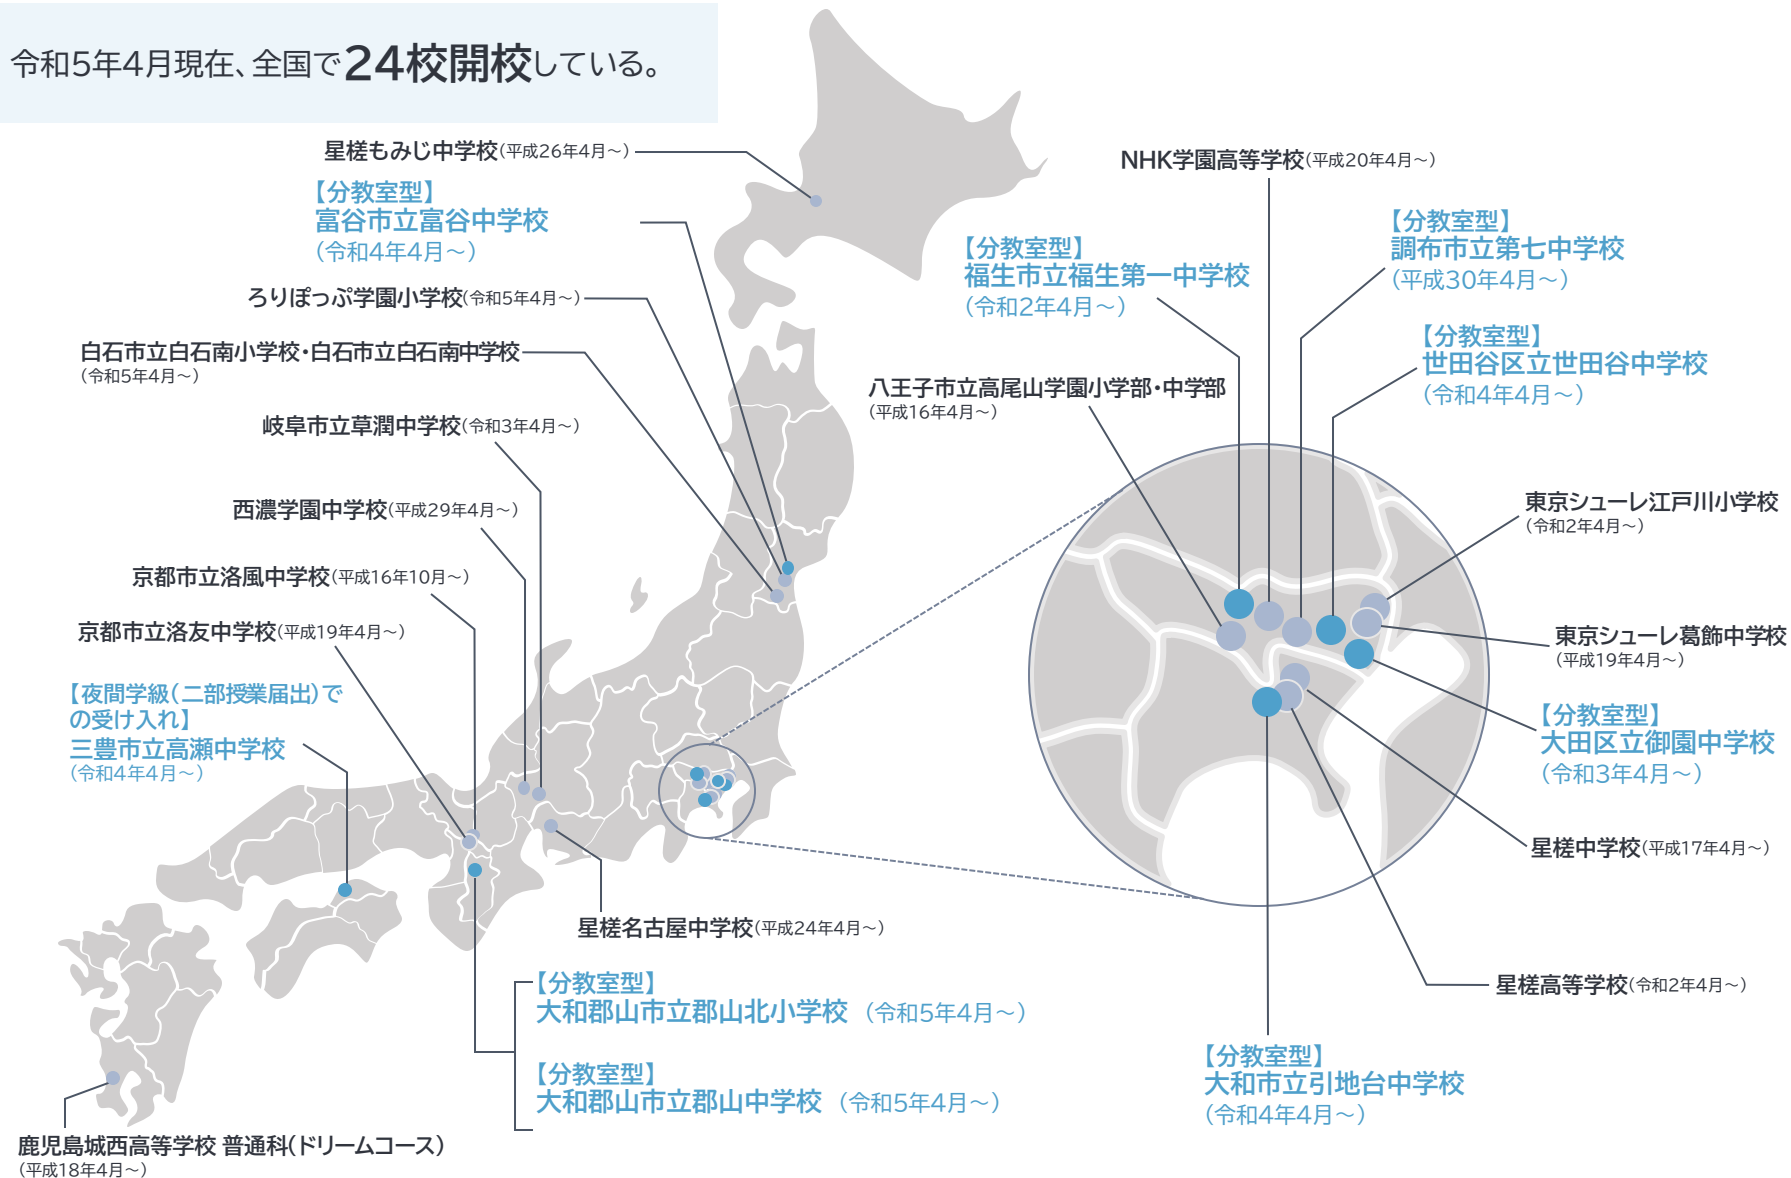 令和5年4月現在、全国で24校開校している。
星槎もみじ中学校(平成26年4月～)
【分教室型】
富谷市立富谷中学校
(令和4年4月～)
ろりぽっぷ学園小学校(令和5年4月～)
白石市立白石南小学校・白石市立白石南中学校
(令和5年4月～)
岐阜市立草潤中学校(令和3年4月～)
西濃学園中学校(平成29年4月～)
京都市立洛風中学校(平成16年10月～)
京都市立洛友中学校(平成19年4月～)
【夜間学級(二部授業届出)で
の受け入れ】
三豊市立高瀬中学校
(令和4年4月～)
鹿児島城西高等学校 普通科(ドリームコース)
(平成18年4月～)
星槎名古屋中学校(平成24年4月～)
【分教室型】
大和郡山市立郡山北小学校 (令和5年4月～)
【分教室型】
大和郡山市立郡山中学校 (令和5年4月～)
NHK学園高等学校(平成20年4月～)
【分教室型】
福生市立福生第一中学校
(令和2年4月～)
【分教室型】
調布市立第七中学校
(平成30年4月～)
【分教室型】
世田谷区立世田谷中学校
(令和4年4月～)
八王子市立高尾山学園小学部・中学部
(平成16年4月～)
東京シューレ江戸川小学校
(令和2年4月～)
東京シューレ葛飾中学校
(平成19年4月～)
【分教室型】
大田区立御園中学校
(令和3年4月～)
星槎中学校(平成17年4月～)
星槎高等学校(令和2年4月～)
【分教室型】
大和市立引地台中学校
(令和4年4月～)